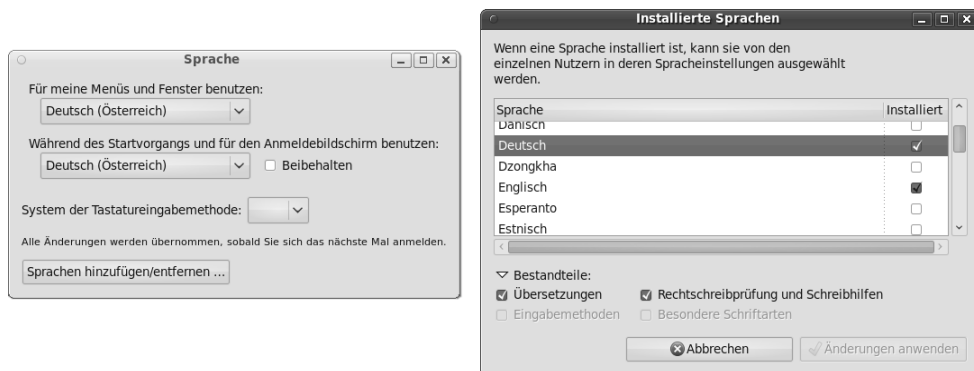 Sprache
Für meine Menüs und Fenster benutzen:
Deutsch (Österreich)
Während des Startvorgangs und für den Anmeldebildschirm benutzen:
Deutsch (Österreich) Beibehalten
System der Tastatureingabemethode:
Alle Änderungen werden übernommen, sobald Sie sich das nächste Mal anmelden.
Sprachen hinzufügen/entfernen ...
Installierte Sprachen
Wenn eine Sprache installiert ist, kann sie von den
einzelnen Nutzern in deren Spracheinstellungen ausgewählt
werden.
Sprache Installiert
Dänisch
Deutsch
Dzongkha
Englisch
Esperanto
Estnisch
Bestandteile:
Übersetzungen Rechtschreibprüfung und Schreibhilfen
Eingabemethoden Besondere Schriftarten
Abbrechen Änderungen anwenden